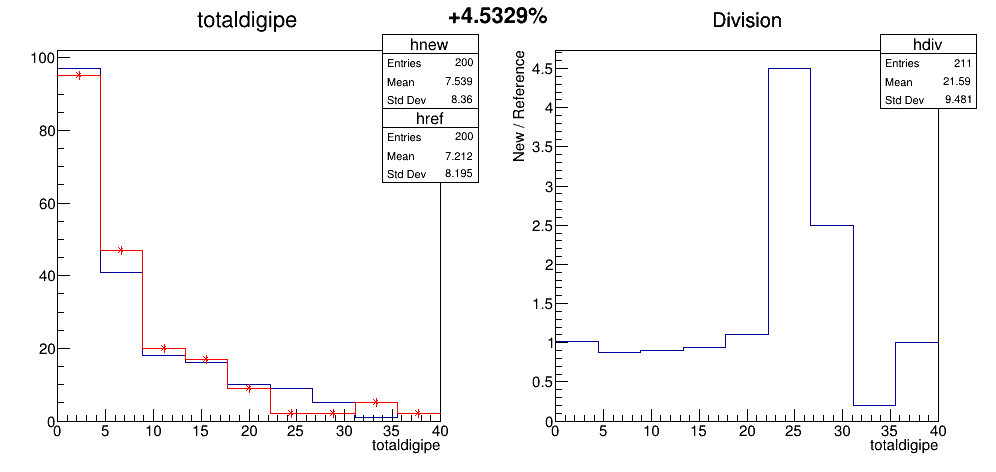 +4.5329%
totaldigipe
hnew
Entries 200
Mean 7.539
Std Dev 8.36
href
Entries 200
Mean 7.212
Std Dev 8.195
100
80
60
40
20
0
0 5 10 15 20 25 30 35 40
totaldigipe
Division
hdiv
Entries 211
Mean 21.59
Std Dev 9.481
New / Reference
4.5
4
3.5
3
2.5
2
1.5
1
0.5
0
0 5 10 15 20 25 30 35 40
totaldigipe